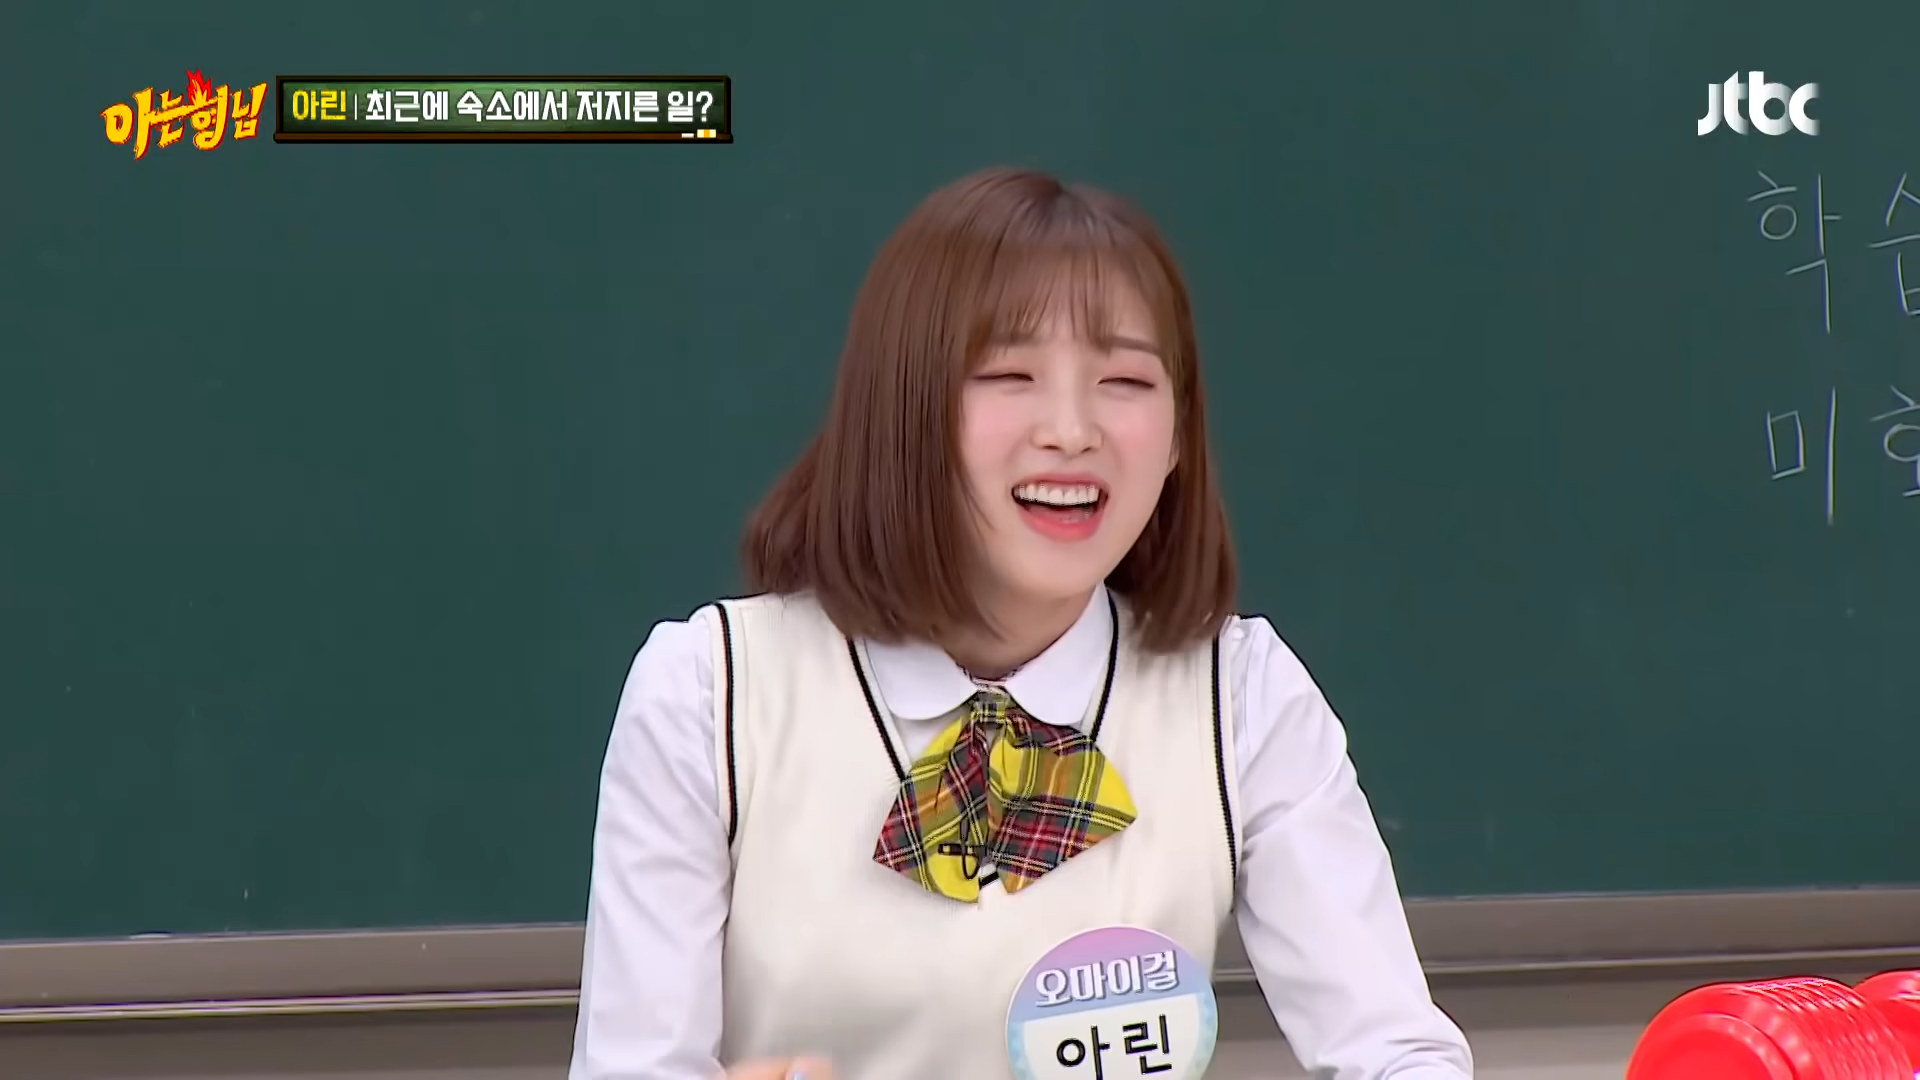 아는형님
아린 | 최근에 숙소에서 저지른 일?
jtbc
학습
미화
오마이걸
아린